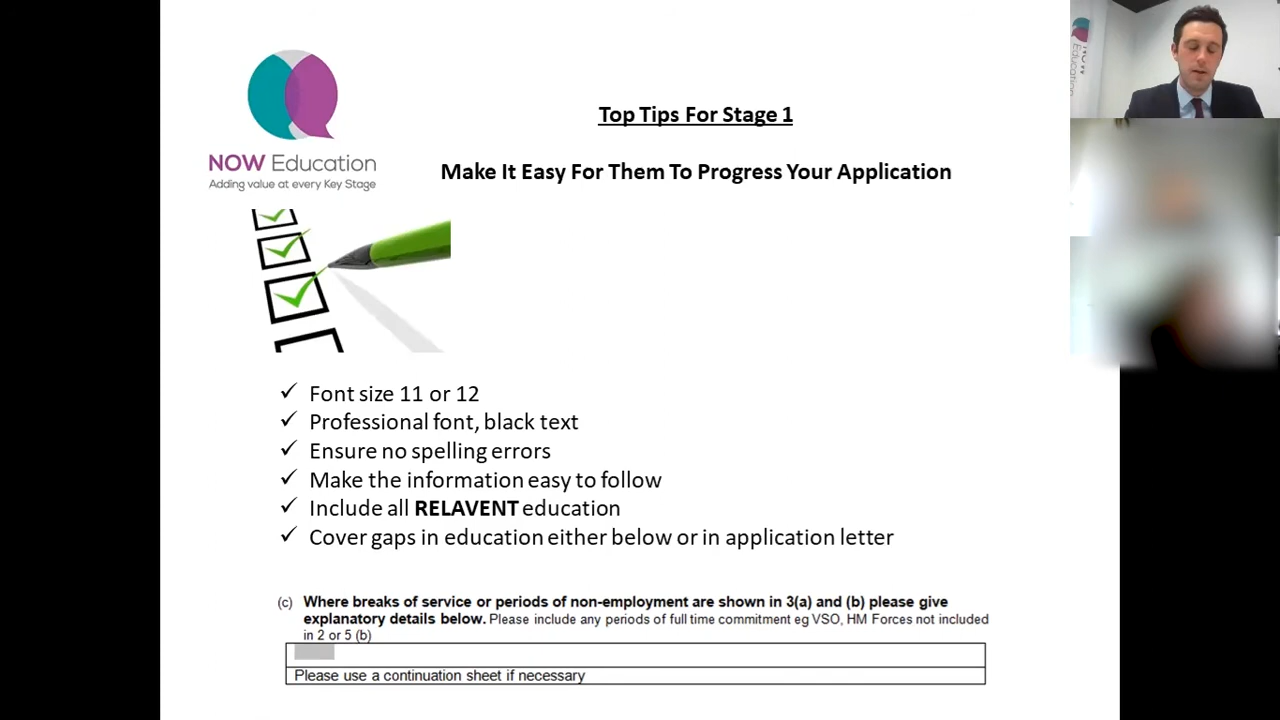 NOW Education
Adding value at every Key Stage
Top Tips For Stage 1
Make It Easy For Them To Progress Your Application
✓ Font size 11 or 12
✓ Professional font, black text
✓ Ensure no spelling errors
✓ Make the information easy to follow
✓ Include all RELAVENT education
✓ Cover gaps in education either below or in application letter
(c) Where breaks of service or periods of non-employment are shown in 3(a) and (b) please give
explanatory details below. Please include any periods of full time commitment eg VSO, HM Forces not included
in 2 or 5 (b)
Please use a continuation sheet if necessary
NOW
Education